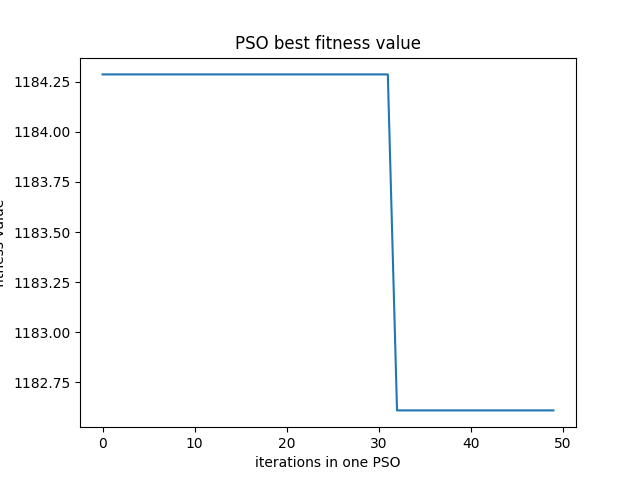 PSO best fitness value
1184.25
1184.00
1183.75
1183.50
1183.25
1183.00
1182.75
fitness value
0 10 20 30 40 50
iterations in one PSO